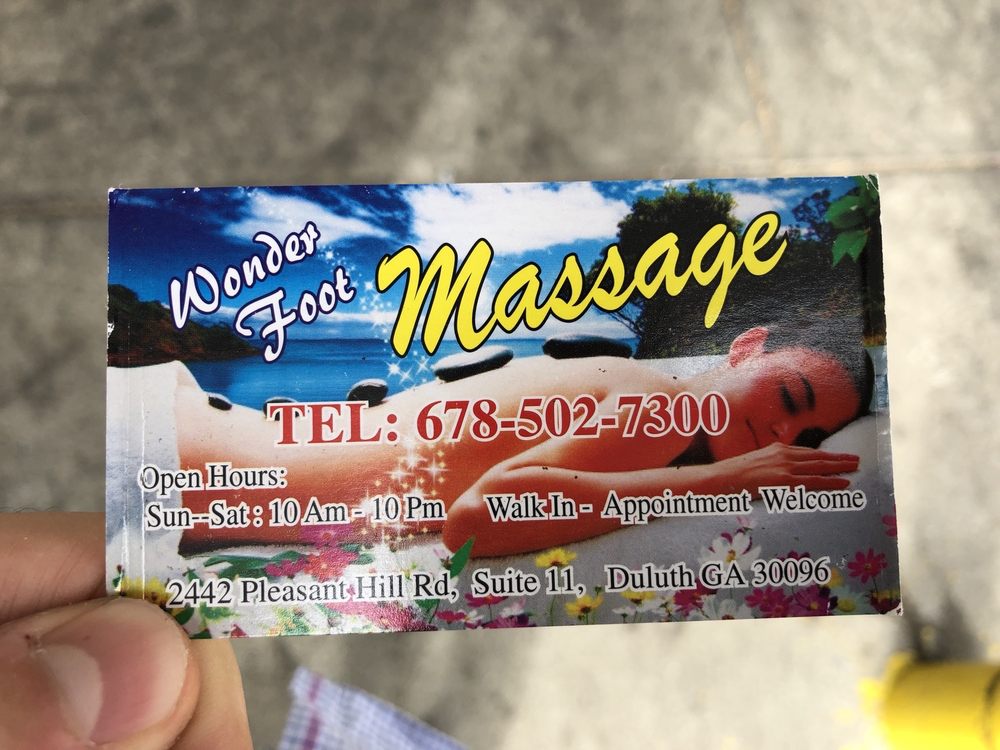 Wonder
Foot
Massage
TEL: 678-502-7300
Open Hours:
Sun--Sat : 10 Am - 10 Pm Walk In - Appointment Welcome
2442 Pleasant Hill Rd, Suite 11, Duluth GA 30096